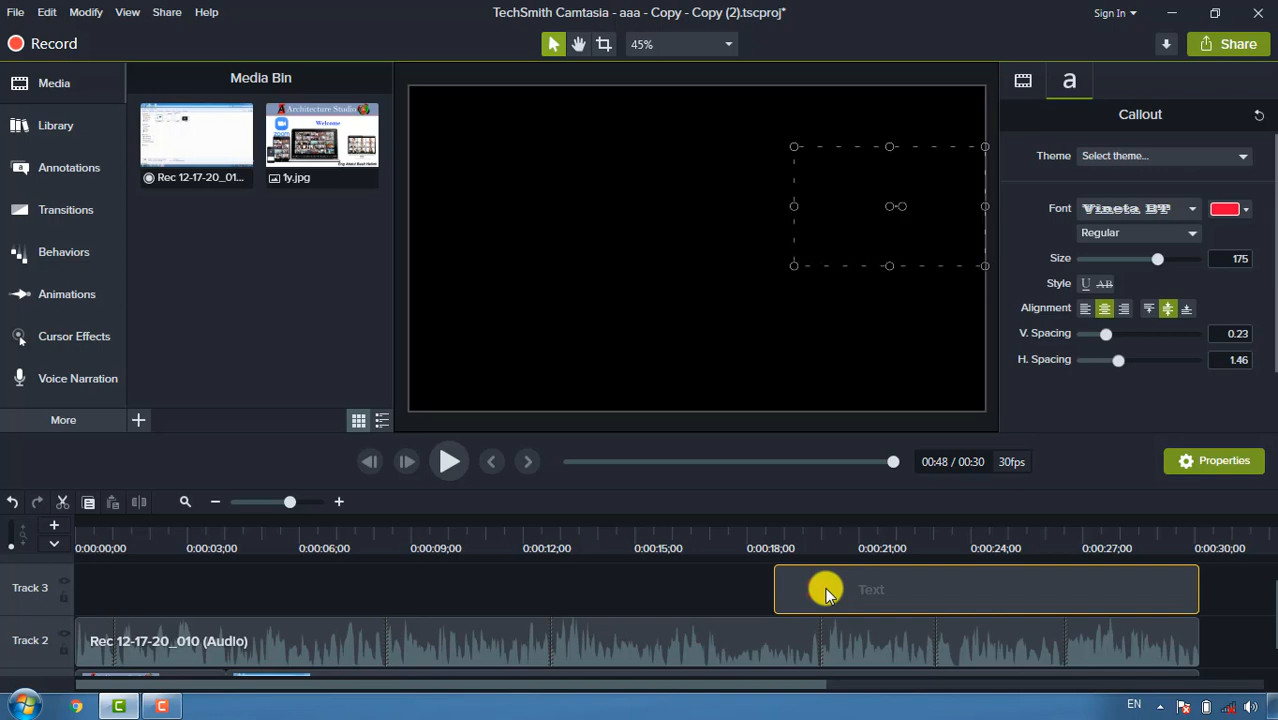 File Edit Modify View Share Help TechSmith Camtasia - aaa - Copy - Copy (2).tscproj* Sign In
Record 45% Share
Media
Library
Annotations
Transitions
Behaviors
Animations
Cursor Effects
Voice Narration
More
Media Bin
Architecture Studio
Welcome
zoom
Rec 12-17-20_01...
1y.jpg
a
Callout
Theme Select theme...
Font Vineta BT
Regular
Size 175
Style U AB
Alignment
V. Spacing 0.23
H. Spacing 1.46
00:48 / 00:30 30fps
Properties
0:00:00;00 0:00:03;00 0:00:06;00 0:00:09;00 0:00:12;00 0:00:15;00 0:00:18;00 0:00:21;00 0:00:24;00 0:00:27;00 0:00:30;00
Track 3 Text
Track 2 Rec 12-17-20_010 (Audio)
EN